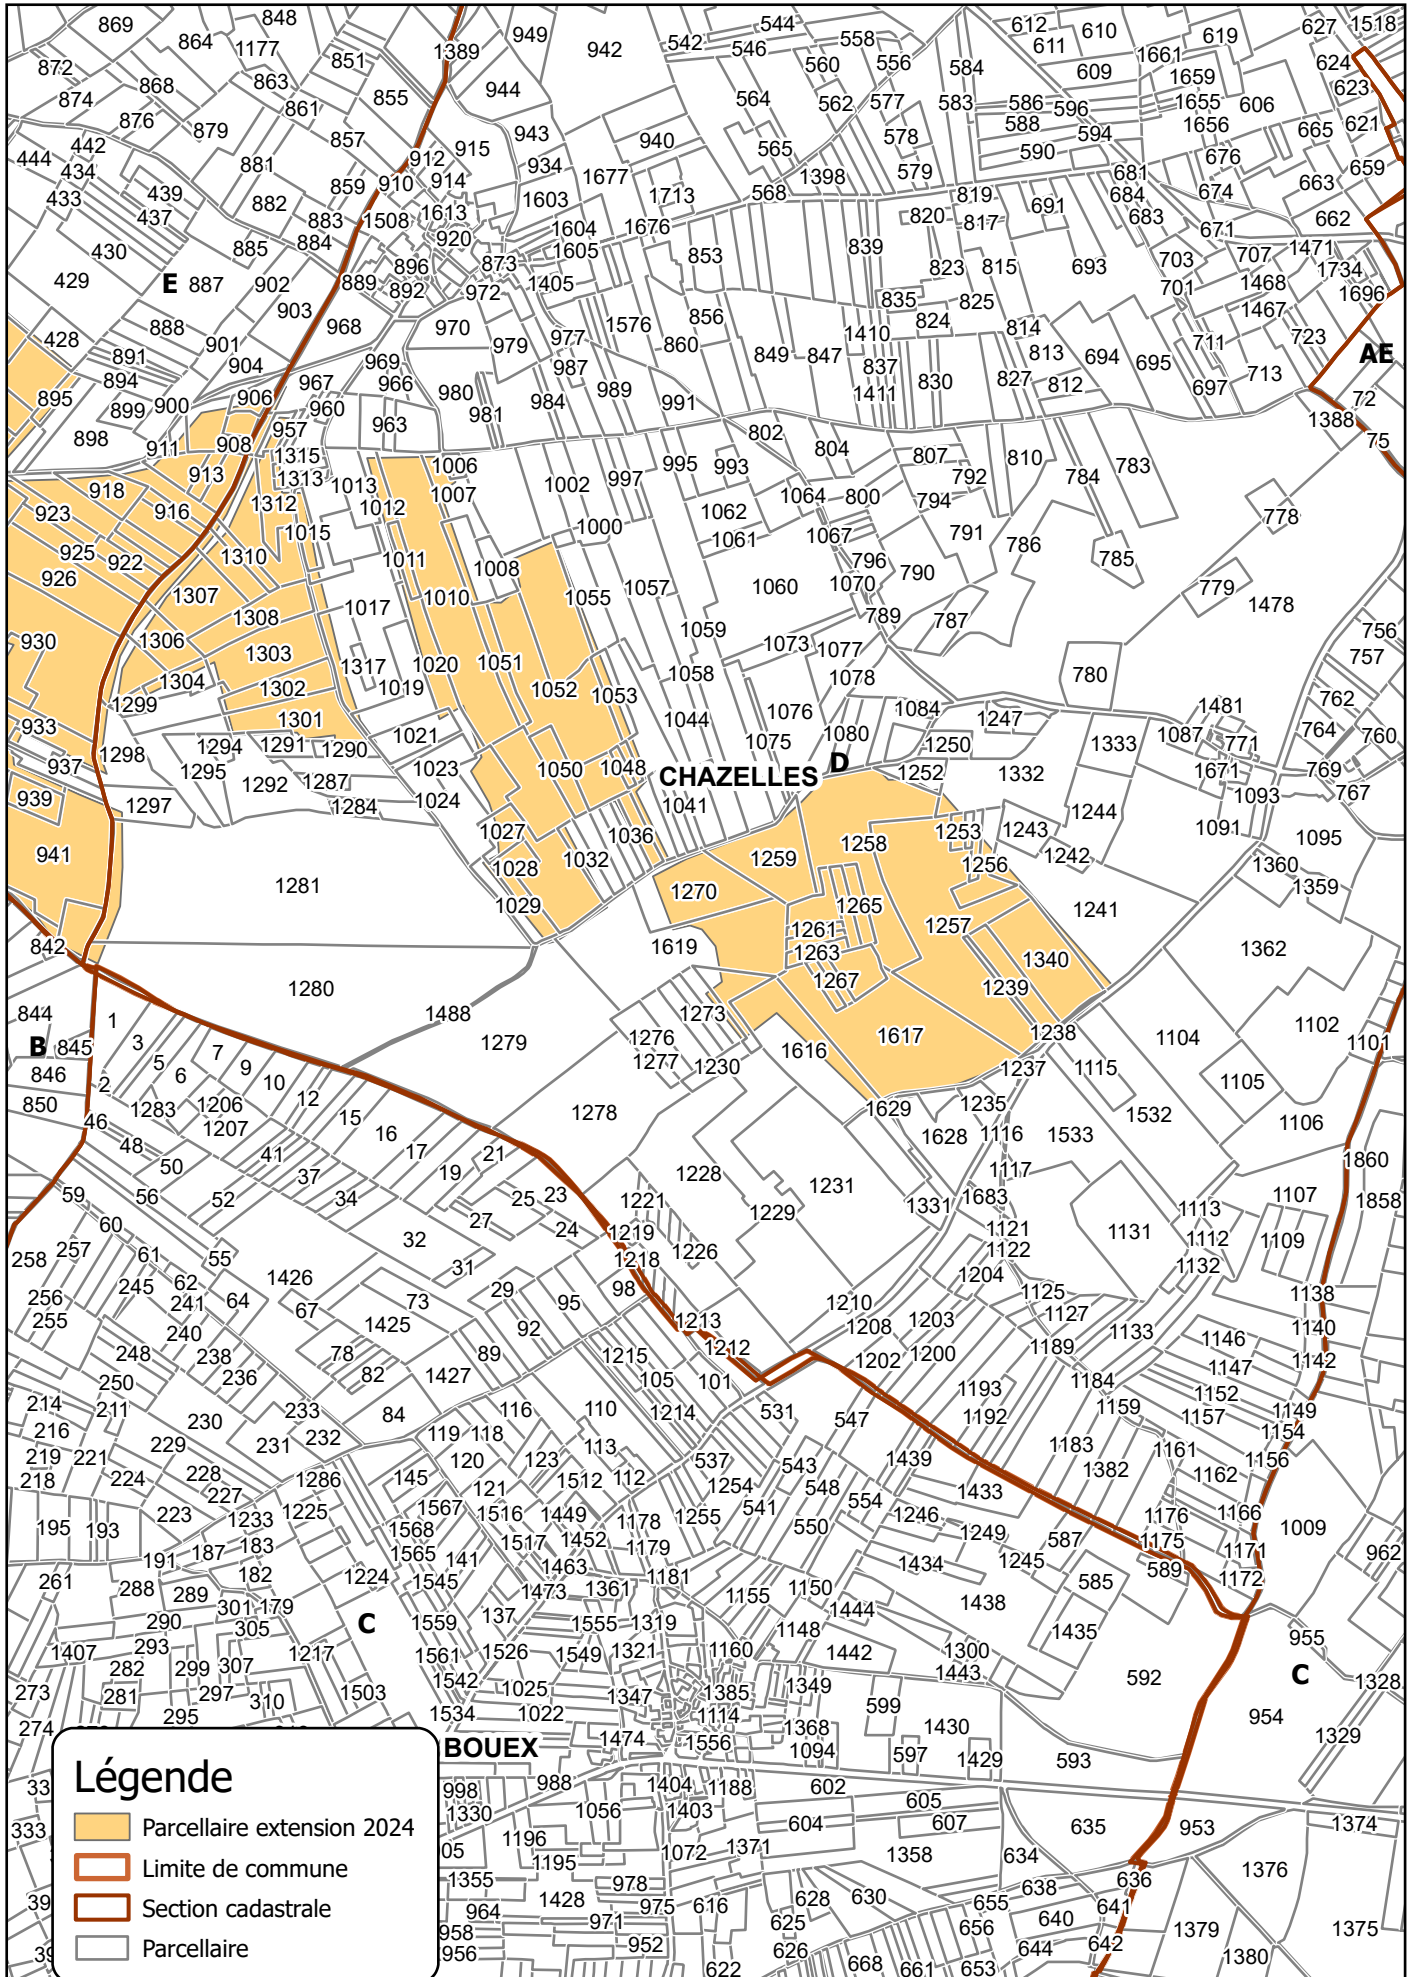 869 848 1389 949 942 542 544 546 558 612 610 619 627 1518
864 1177 851 560 556 584 611 1661 624
872 868 863 855 944 564 562 577 583 609 1659 623
874 861 586 596 1655 606
876 879 857 943 940 565 578 588 594 1656 665 621
444 442 912 915 934 1677 1398 579 590 681 676 659
434 881 859 910 914 1603 1713 568 819 684 674 663
433 439 882 883 1508 1613 1604 1676 820 817 691 683 671 662
437 884 920 1605 853 839 707 1471
430 885 896 873 823 815 693 703 1734
429 E 887 902 889 892 972 1405 835 825 701 1468 1696
903 968 970 1576 856 824 814 1467
428 888 901 979 977 860 1410 813 694 695 711 723 AE
891 904 969 987 849 847 837 827 812 697 713
895 894 906 967 966 980 984 989 991 1411 830 72
899 900 960 981 1388
898 911 908 957 963 802 804 75
913 1315 1006 995 993 807 810 784 783
918 1313 1013 1007 1002 997 792
923 916 1312 1012 1064 800 794 778
925 922 1015 1000 1062 1067 791 786
926 1310 1011 1008 1061 796 790 785
1307 1308 1010 1055 1057 1060 1070 779 1478
930 1306 1303 1017 1059 1073 789 787 756
1304 1302 1317 1020 1051 1058 1077 780 757
1299 1019 1052 1053 1078 762
933 1301 1021 1044 1076 1084 1247 1481 764
937 1298 1294 1291 1290 1075 1080 1250 1333 1087 771 760
939 1295 1292 1287 1023 1050 1048 CHAZELLES D 1252 1332 1671 769
1297 1284 1024 1041 1244 1093 767
1027 1036 1258 1253 1243 1091 1095
941 1028 1032 1259 1256 1242 1360
1281 1029 1270 1265 1257 1241 1359
842 1619 1261 1263 1340 1362
1280 1267 1239
844 1 1488 1273 1238 1104 1102
B 845 3 7 1279 1276 1616 1617 1101
846 2 5 6 9 10 1277 1230 1237 1115 1105
850 1283 1206 12 1278 1629 1235 1532 1106
46 48 1207 15 16 1628 1116 1533
50 41 17 21 1860
59 56 52 37 34 19 25 23 1221 1228 1231 1331 1683 1117 1107 1858
60 27 24 1219 1229 1121 1131 1113
258 257 61 55 32 1218 1226 1122 1112 1109
256 245 62 1426 31 1204 1132
255 241 64 67 73 29 95 98 1210 1125 1138
240 1425 92 1213 1208 1203 1127 1133 1140
248 238 78 89 1215 1212 1202 1200 1189 1146 1142
250 236 82 1427 105 101 1193 1184 1147
214 211 233 84 116 110 1214 531 547 1192 1159 1152 1149
216 230 232 119 118 113 1157 1154
219 221 229 231 120 123 537 543 1439 1183 1161 1156
218 224 228 1286 145 121 1512 112 1254 548 1433 1382 1162
195 193 223 227 1225 1567 1516 1449 1178 1255 541 554 1246 1176 1166 1009
1233 1568 1517 1452 1179 550 1249 587 1175 1171
191 187 183 1565 141 1463 1434 1245 589 962
261 288 289 182 1224 1545 1473 1361 1181 1155 1150 585 1172
290 301 179 C 1559 137 1555 1319 1444 1438
1407 293 305 1217 1561 1526 1549 1321 1160 1148 1442 1300 1435 955
282 299 307 1542 1025 1347 1385 1349 1443 592 C 1328
273 281 297 310 1503 1534 1022 1114 599 954
274 295 BOUEX 1474 1556 1368 1430 1329
1094 597 1429 593
Légende
33 998 988 1404 1188 602
333 1330 1056 1403 604 605 607 635 953 1374
Parcellaire extension 2024
1196 1195 1072 1371 1358 634 1376
Limite de commune
1355 978 638 636
39 1428 975 616 628 630 655 641
Section cadastrale
964 971 625 656 640 1379 1375
958
Parcellaire
956 952 626 668 661 653 644 642 1380
622